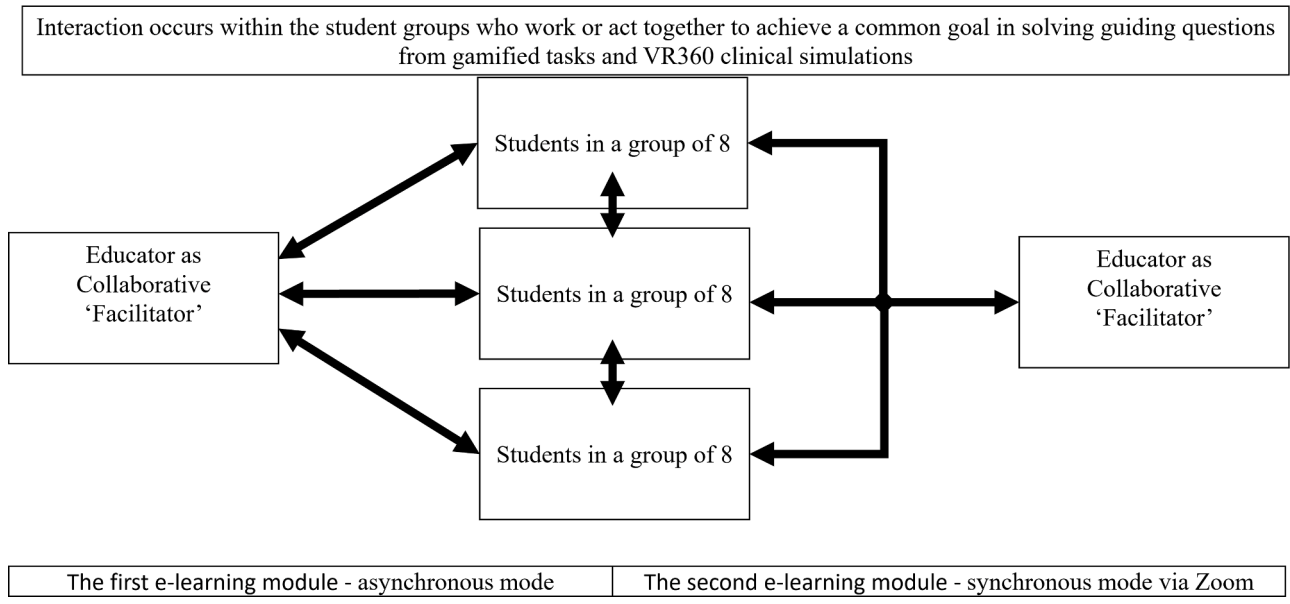 Interaction occurs within the student groups who work or act together to achieve a common goal in solving guiding questions
from gamified tasks and VR360 clinical simulations
Students in a group of 8
Educator as
Collaborative
‘Facilitator’
Students in a group of 8
Educator as
Collaborative
‘Facilitator’
Students in a group of 8
The first e-learning module - asynchronous mode
The second e-learning module - synchronous mode via Zoom